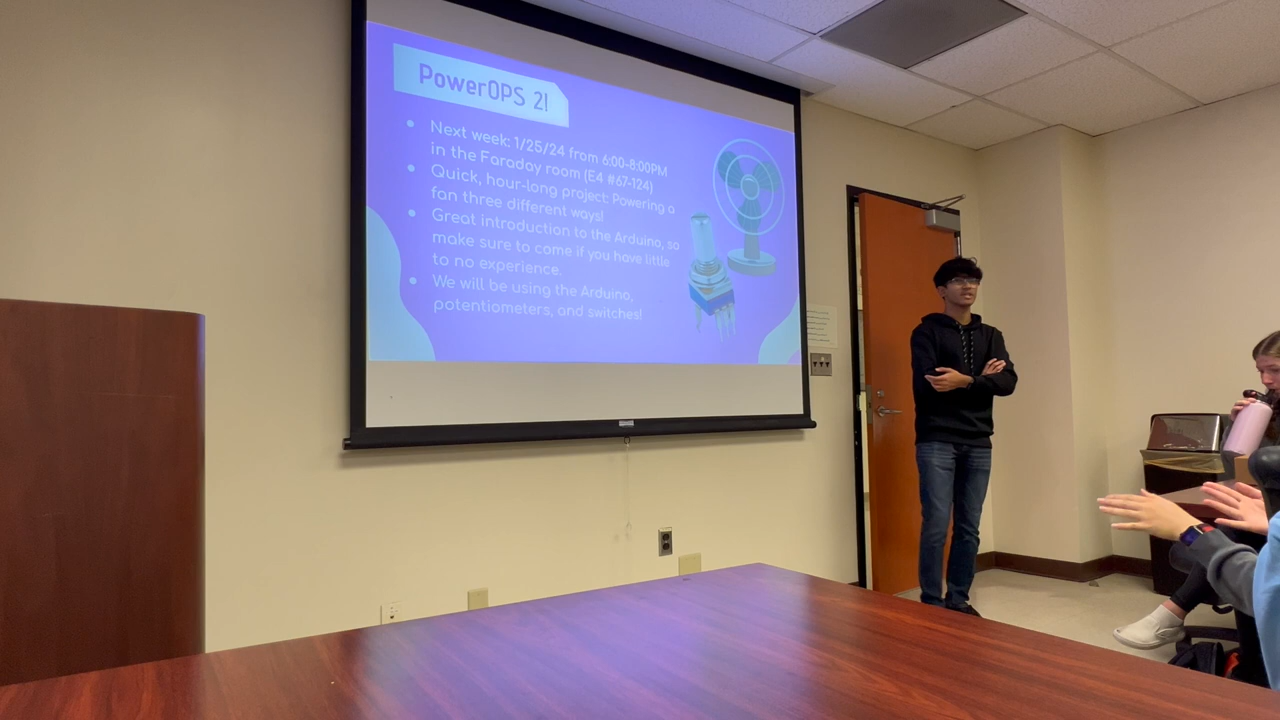 PowerOPS 2!
• Next week: 1/25/24 from 6:00-8:00PM
in the Faraday room (E4 #67-124)
• Quick, hour-long project: Powering a
fan three different ways!
• Great introduction to the Arduino, so
make sure to come if you have little
to no experience.
• We will be using the Arduino,
potentiometers, and switches!